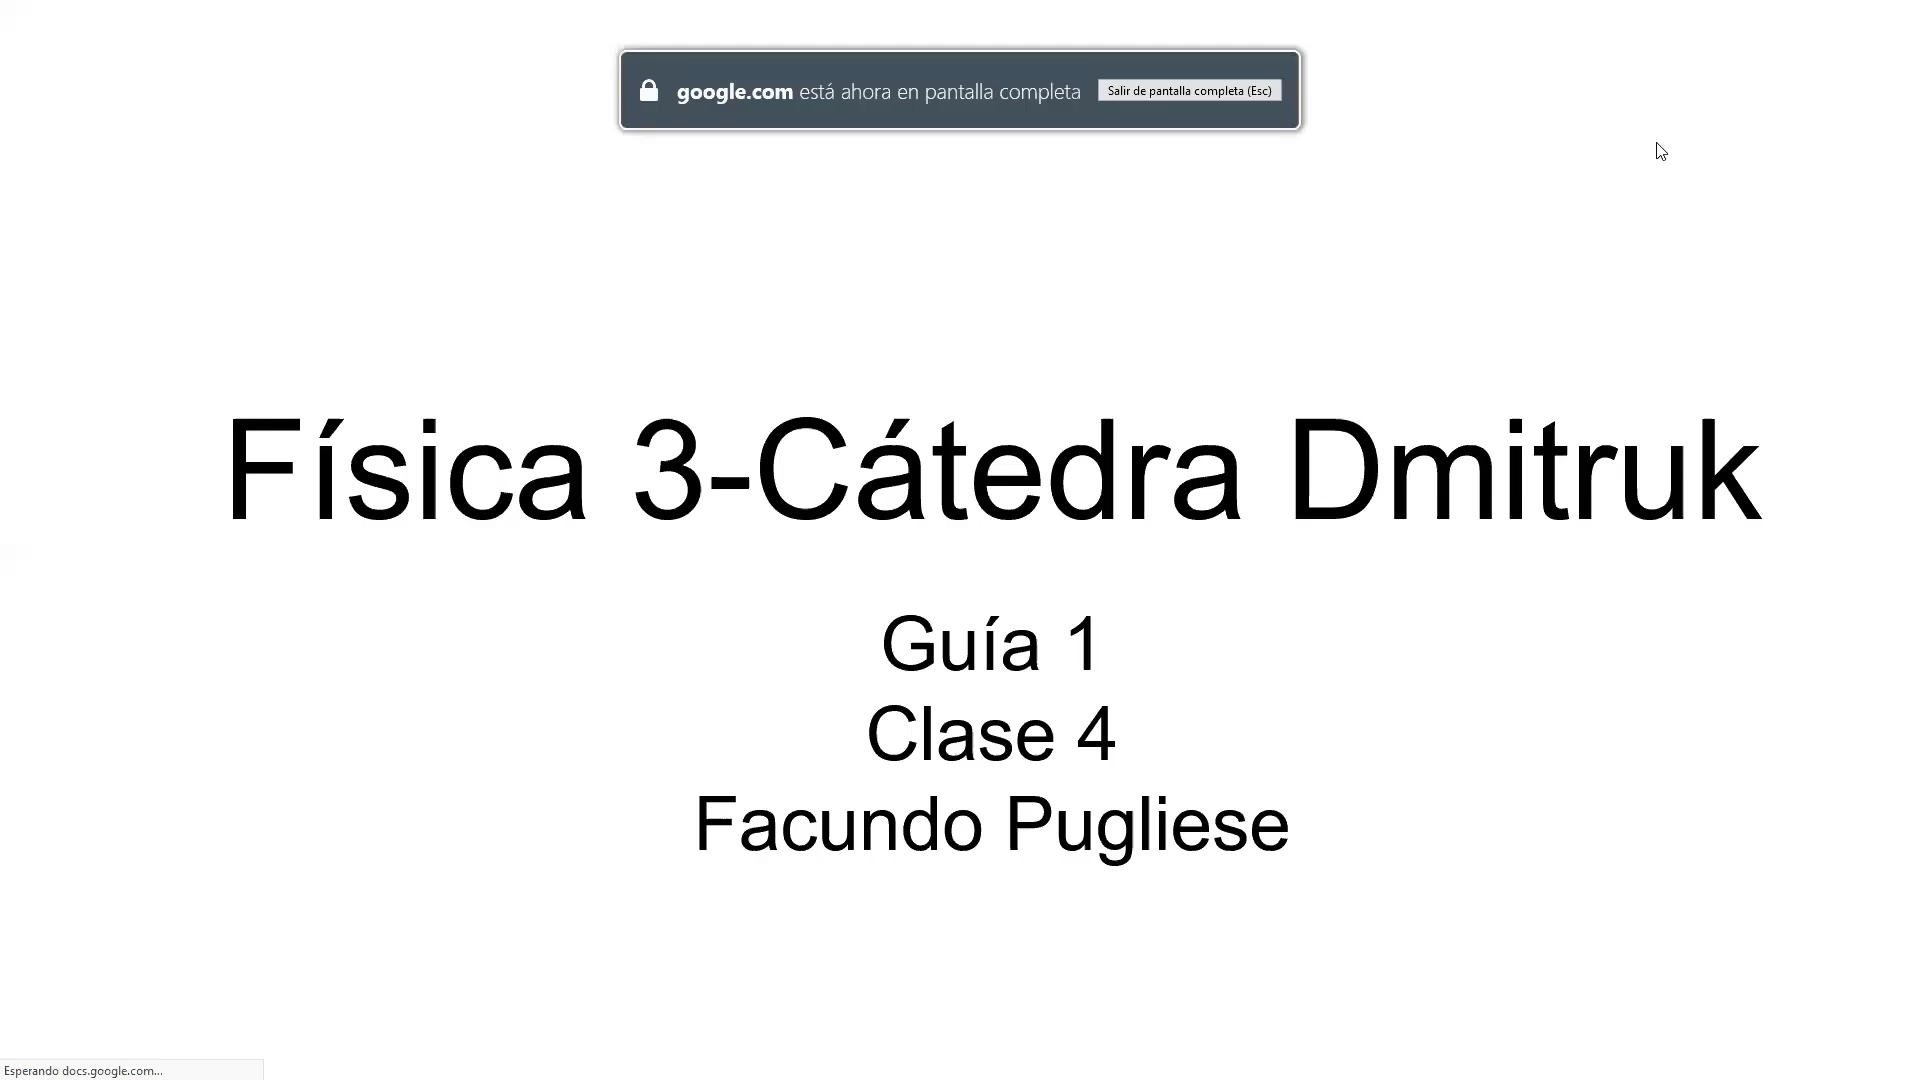 google.com está ahora en pantalla completa Salir de pantalla completa (Esc)
Física 3-Cátedra Dmitruk
Guía 1
Clase 4
Facundo Pugliese
Esperando docs.google.com...